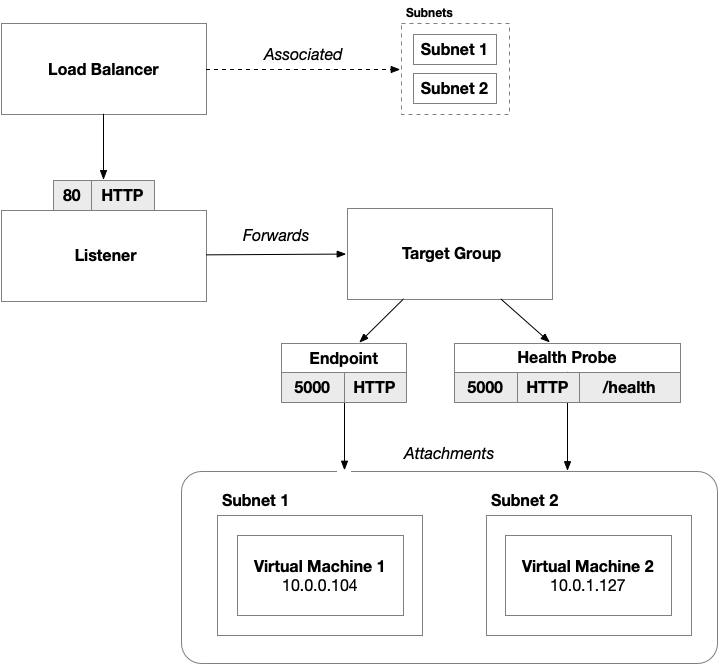 Subnets
Load Balancer
Associated
Subnet 1
Subnet 2
80 HTTP
Listener
Forwards
Target Group
Endpoint
5000 HTTP
Health Probe
5000 HTTP /health
Attachments
Subnet 1
Virtual Machine 1
10.0.0.104
Subnet 2
Virtual Machine 2
10.0.1.127